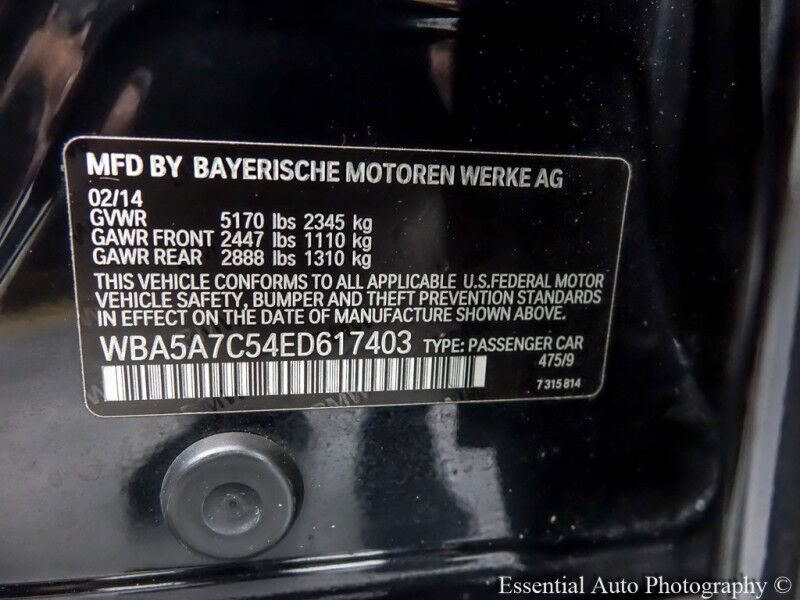 MFD BY BAYERISCHE MOTOREN WERKE AG
02/14
GVWR 5170 lbs 2345 kg
GAWR FRONT 2447 lbs 1110 kg
GAWR REAR 2888 lbs 1310 kg
THIS VEHICLE CONFORMS TO ALL APPLICABLE U.S.FEDERAL MOTOR
VEHICLE SAFETY, BUMPER AND THEFT PREVENTION STANDARDS
IN EFFECT ON THE DATE OF MANUFACTURE SHOWN ABOVE.
WBA5A7C54ED617403 TYPE: PASSENGER CAR
475/9
7 315 814
Essential Auto Photography ©